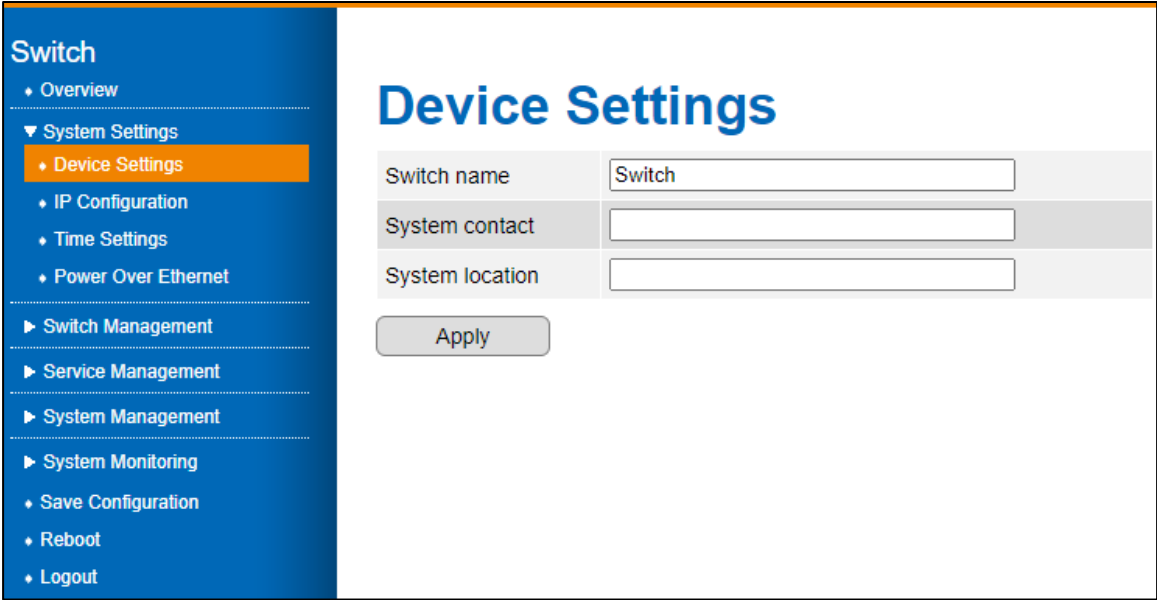 Switch
Overview
System Settings
Device Settings
IP Configuration
Time Settings
Power Over Ethernet
Switch Management
Service Management
System Management
System Monitoring
Save Configuration
Reboot
Logout
Device Settings
Switch name Switch
System contact
System location
Apply